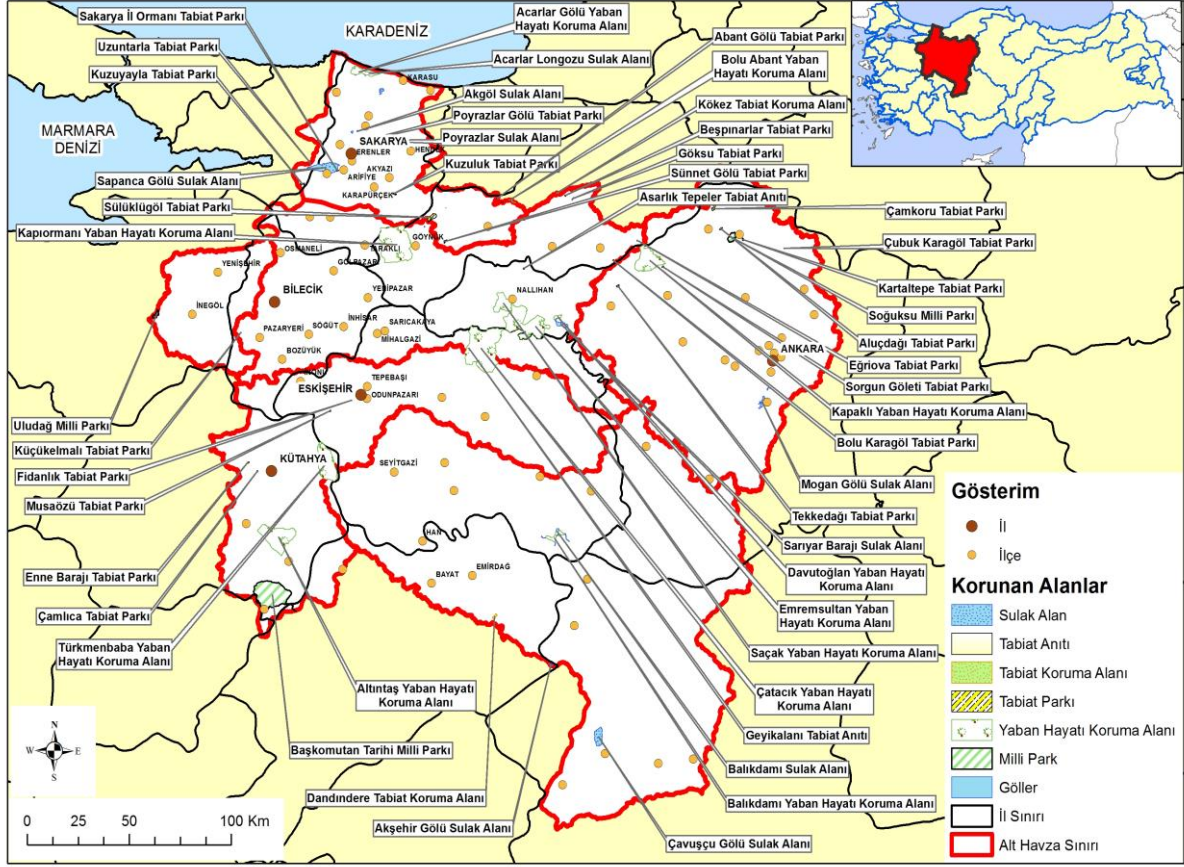 Sakarya İl Ormanı Tabiat Parkı
Uzuntarla Tabiat Parkı
Kuzuyayla Tabiat Parkı
KARADENİZ
Acarlar Gölü Yaban
Hayatı Koruma Alanı
Acarlar Longozu Sulak Alanı
Abant Gölü Tabiat Parkı
Bolu Abant Yaban
Hayatı Koruma Alanı
Kökez Tabiat Koruma Alanı
Beşpınarlar Tabiat Parkı
Göksu Tabiat Parkı
Sünnet Gölü Tabiat Parkı
Asarlık Tepeler Tabiat Anıtı
MARMARA
DENİZİ
KARASU
Akgöl Sulak Alanı
Poyrazlar Gölü Tabiat Parkı
SAKARYA
Poyrazlar Sulak Alanı
ERENLER
Kuzuluk Tabiat Parkı
AKYAZI
ARİFİYE
KARAPÜRÇEK
Sapanca Gölü Sulak Alanı
Sülüklügöl Tabiat Parkı
Kapıormanı Yaban Hayatı Koruma Alanı
Çamkoru Tabiat Parkı
Çubuk Karagöl Tabiat Parkı
Kartaltepe Tabiat Parkı
Soğuksu Milli Parkı
Aluçdağı Tabiat Parkı
Eğriova Tabiat Parkı
Sorgun Göleti Tabiat Parkı
Kapaklı Yaban Hayatı Koruma Alanı
Bolu Karagöl Tabiat Parkı
Mogan Gölü Sulak Alanı
Tekkedağı Tabiat Parkı
Sarıyar Barajı Sulak Alanı
Davutoğlan Yaban Hayatı
Koruma Alanı
Emremsultan Yaban
Hayatı Koruma Alanı
Saçak Yaban Hayatı Koruma Alanı
Çatacık Yaban Hayatı
Koruma Alanı
Geyikalanı Tabiat Anıtı
Balıkdamı Sulak Alanı
Balıkdamı Yaban Hayatı Koruma Alanı
Çavuşçu Gölü Sulak Alanı
OSMANELİ
TARAKLI
GÖYNÜK
GÖLPAZARI
YENİŞEHİR
BİLECİK
YENİPAZAR
NALLIHAN
İNEGÖL
PAZARYERİ
SÖĞÜT
İNHİSAR
SARICAKAYA
MİHALGAZİ
BOZÜYÜK
ANKARA
ESKİŞEHİR
TEPEBAŞI
ODUNPAZARI
KÜTAHYA
SEYİTGAZİ
HAN
BAYAT
EMİRDAĞ
Uludağ Milli Parkı
Küçükelmalı Tabiat Parkı
Fidanlık Tabiat Parkı
Musaözü Tabiat Parkı
Enne Barajı Tabiat Parkı
Çamlıca Tabiat Parkı
Türkmenbaba Yaban
Hayatı Koruma Alanı
Altıntaş Yaban Hayatı
Koruma Alanı
Başkomutan Tarihi Milli Parkı
Dandındere Tabiat Koruma Alanı
Akşehir Gölü Sulak Alanı
N
W E
S
0 25 50 100 Km
Gösterim
İl
İlçe
Korunan Alanlar
Sulak Alan
Tabiat Anıtı
Tabiat Koruma Alanı
Tabiat Parkı
Yaban Hayatı Koruma Alanı
Milli Park
Göller
İl Sınırı
Alt Havza Sınırı